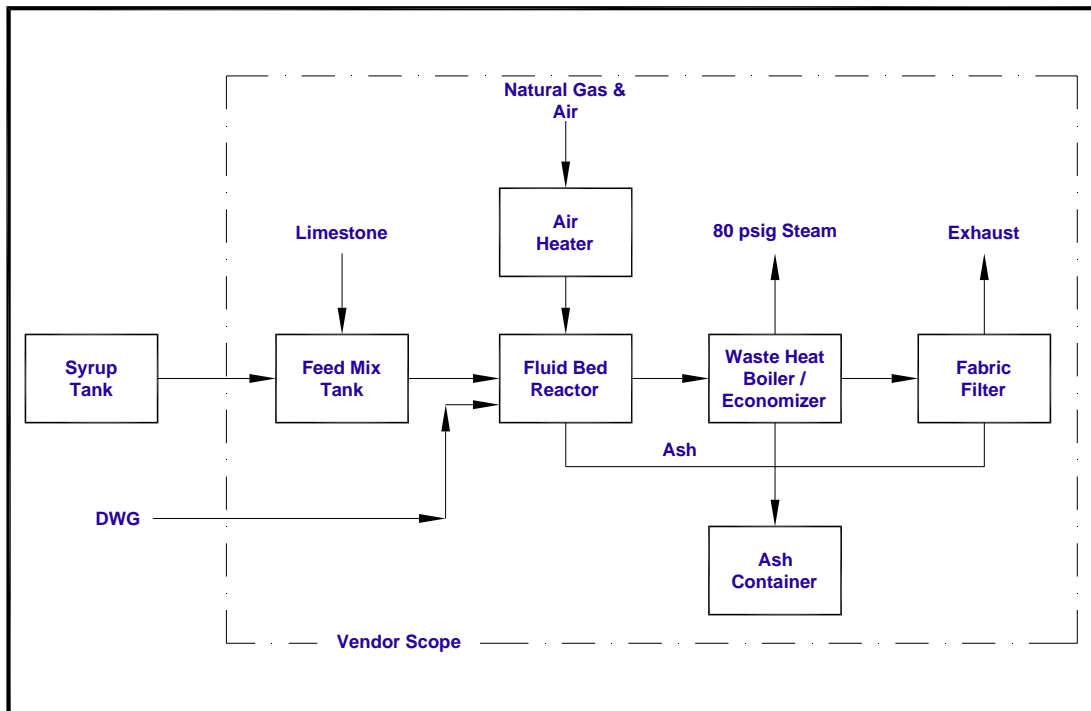 Natural Gas &
Air
Air
Heater
Limestone
80 psig Steam
Exhaust
Syrup
Tank
Feed Mix
Tank
Fluid Bed
Reactor
Waste Heat
Boiler /
Economizer
Fabric
Filter
Ash
DWG
Ash
Container
Vendor Scope